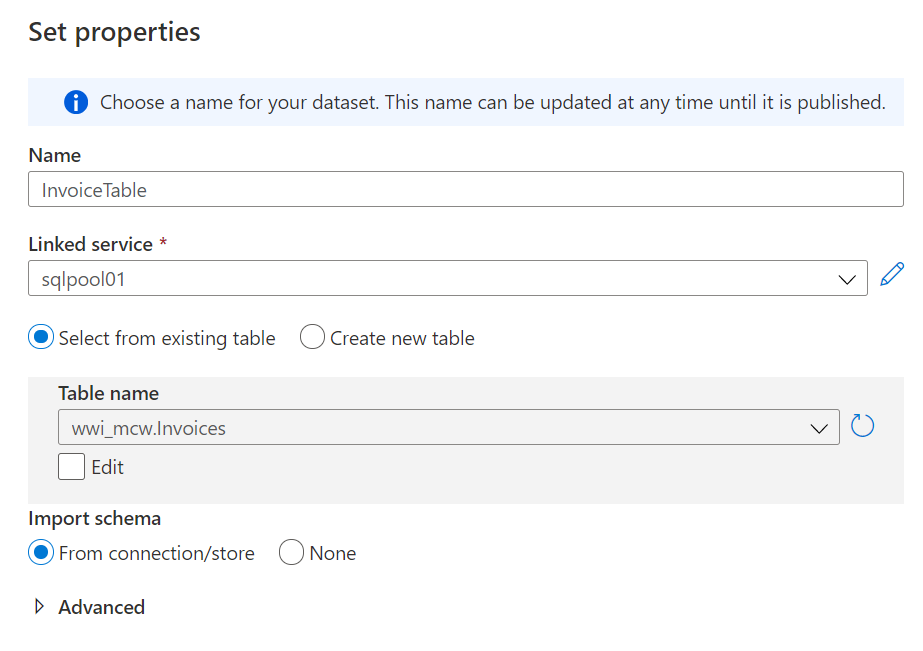 Set properties
Choose a name for your dataset. This name can be updated at any time until it is published.
Name
InvoiceTable
Linked service *
sqlpool01
Select from existing table Create new table
Table name
wwi_mcw.Invoices
Edit
Import schema
From connection/store None
Advanced